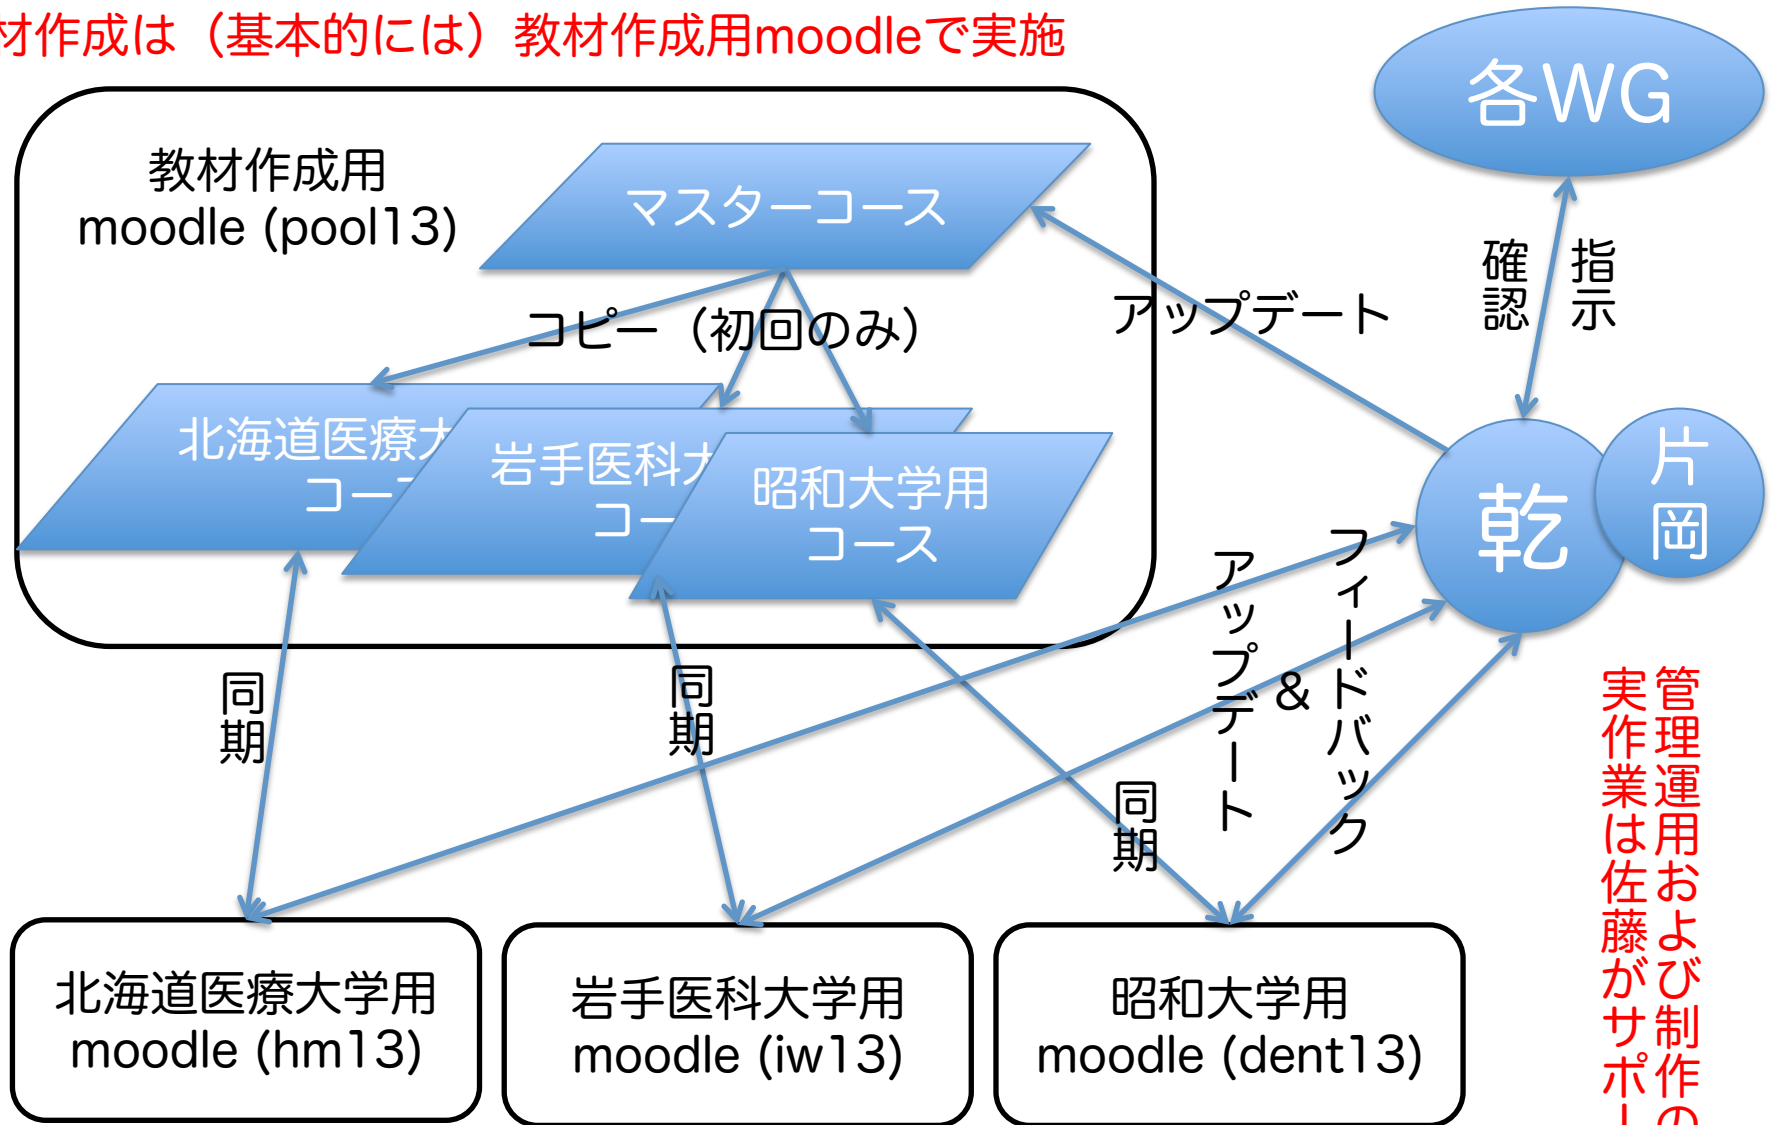 材作成は（基本的には）教材作成用moodleで実施
各WG
教材作成用
moodle (pool13)
マスターコース
確認
指示
アップデート
コピー（初回のみ）
北海道医療大
コー
岩手医科大
コー
昭和大学用
コース
乾
片岡
アップデート
&
フィードバック
同期
同期
同期
管理運用および制作の
実作業は佐藤がサポー
北海道医療大学用
moodle (hm13)
岩手医科大学用
moodle (iw13)
昭和大学用
moodle (dent13)